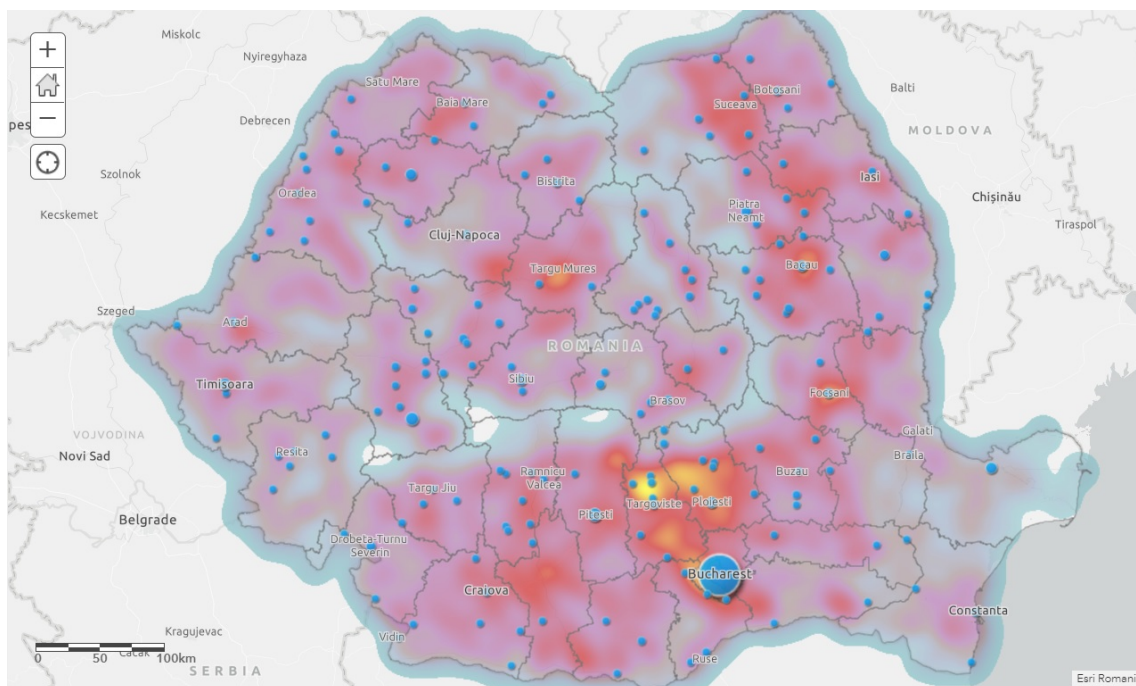 Miskolc
Nyiregyhaza
Debrecen
Satu Mare
Baia Mare
Botosani
Suceava
Balti
MOLDOVA
Szolnok
Oradea
Bistrita
Iasi
Chișinău
Kecskemet
Piatra
Neamt
Tiraspol
Cluj-Napoca
Targu Mures
Bacau
Szeged
Arad
ROMANIA
Timisoara
Sibiu
Brasov
Focsani
VOJVODINA
Novi Sad
Resita
Galati
Braila
Ramnicu
Valcea
Targu Jiu
Buzau
Targoviste
Ploiesti
Pitesti
Belgrade
Drobeta-Turnu
Severin
Bucharest
Craiova
Constanta
Kragujevac
Vidin
Cacak
0 50 100km
SERBIA
Ruse
Esri Romani